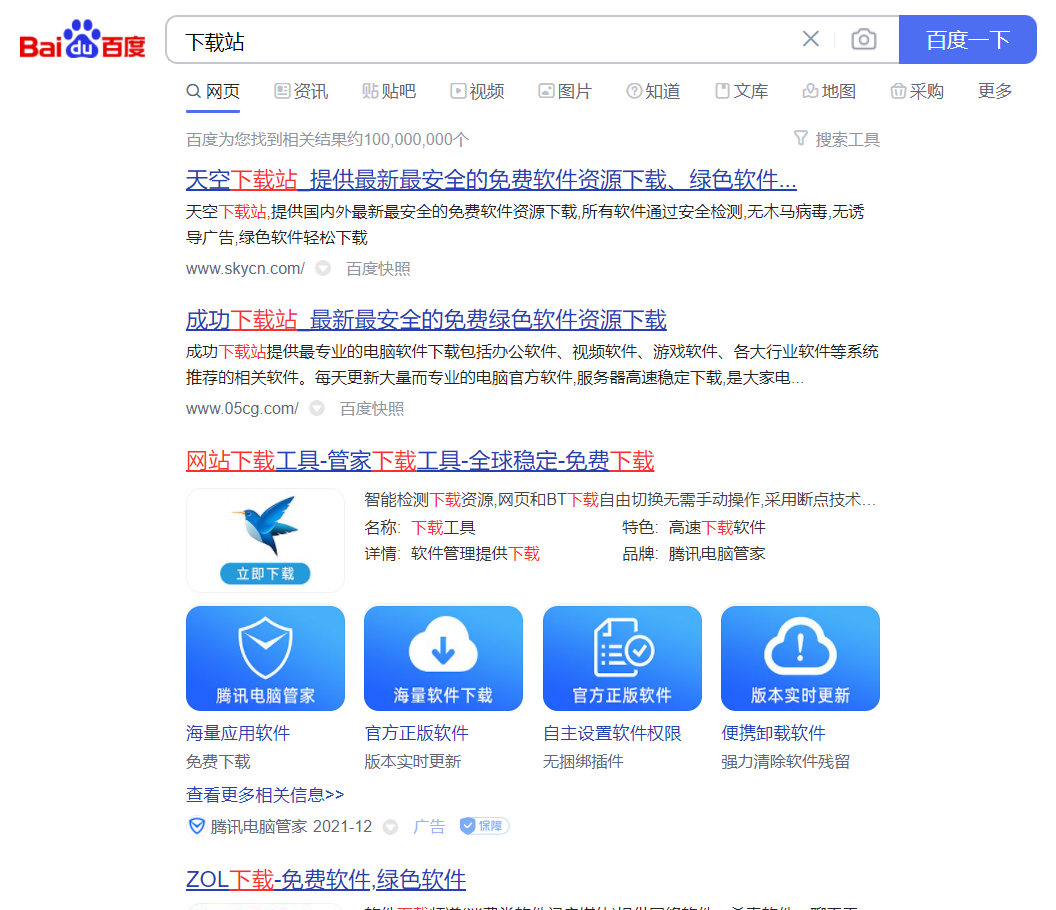 Bai du 百度
下载站
百度一下
网页 资讯 贴吧 视频 图片 知道 文库 地图 采购 更多
百度为您找到相关结果约100,000,000个 搜索工具
天空下载站_提供最新最安全的免费软件资源下载、绿色软件...
天空下载站,提供国内外最新最安全的免费软件资源下载,所有软件通过安全检测,无木马病毒,无诱
导广告,绿色软件轻松下载
www.skycn.com/ 百度快照
成功下载站_最新最安全的免费绿色软件资源下载
成功下载站提供最专业的电脑软件下载包括办公软件、视频软件、游戏软件、各大行业软件等系统
推荐的相关软件。每天更新大量而专业的电脑官方软件,服务器高速稳定下载,是大家电...
www.05cg.com/ 百度快照
网站下载工具-管家下载工具-全球稳定-免费下载
智能检测下载资源,网页和BT下载自由切换无需手动操作,采用断点技术...
名称: 下载工具 特色: 高速下载软件
详情: 软件管理提供下载 品牌: 腾讯电脑管家
立即下载
腾讯电脑管家 海量软件下载 官方正版软件 版本实时更新
海量应用软件 官方正版软件 自主设置软件权限 便携卸载软件
免费下载 版本实时更新 无捆绑插件 强力清除软件残留
查看更多相关信息>>
腾讯电脑管家 2021-12 广告 保障
ZOL下载-免费软件,绿色软件